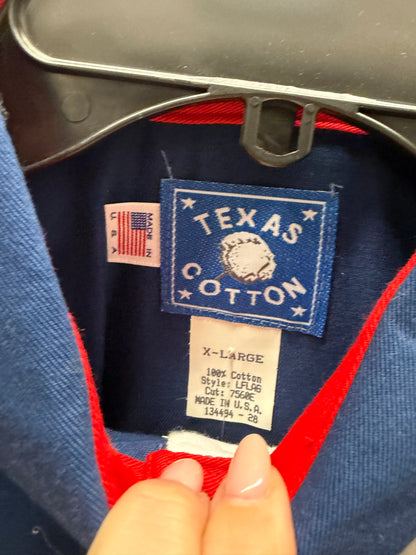 MADE IN
U.S.A
TEXAS
COTTON
X-LARGE
100% Cotton
Style: LFLAG
Cut: 7560E
MADE IN U.S.A.
134494 - 28